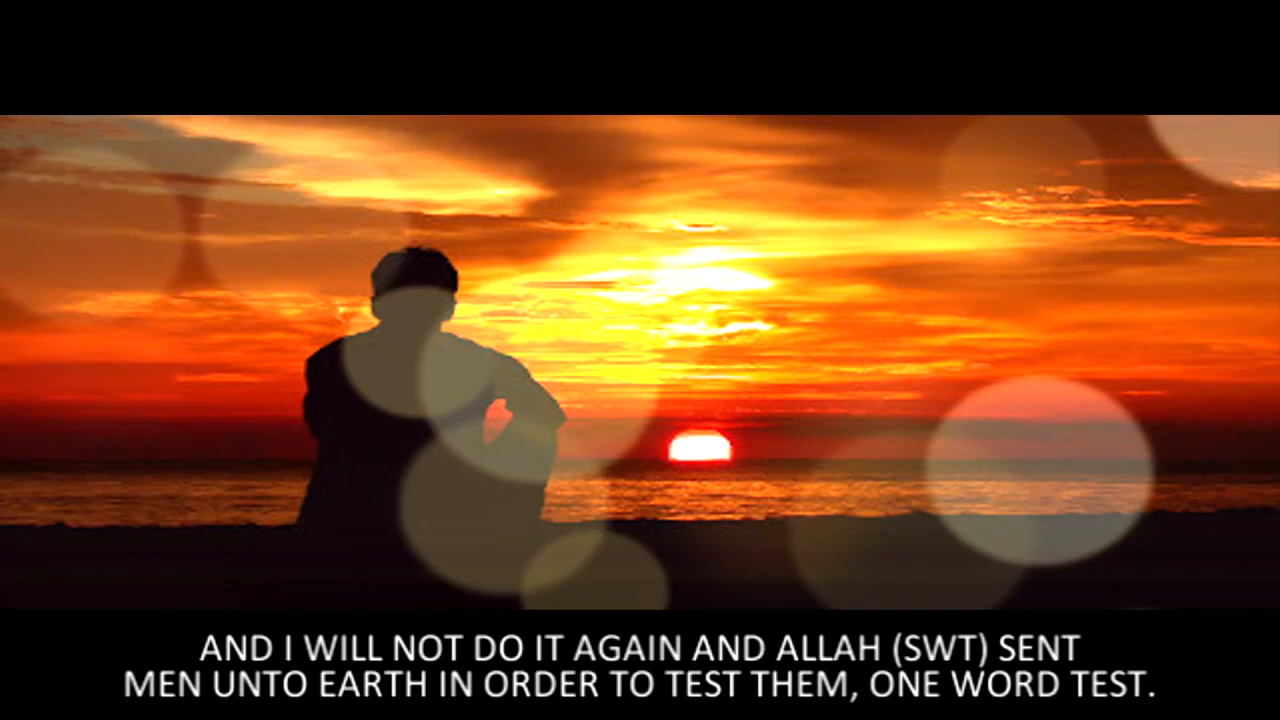 AND I WILL NOT DO IT AGAIN AND ALLAH (SWT) SENT
MEN UNTO EARTH IN ORDER TO TEST THEM, ONE WORD TEST.